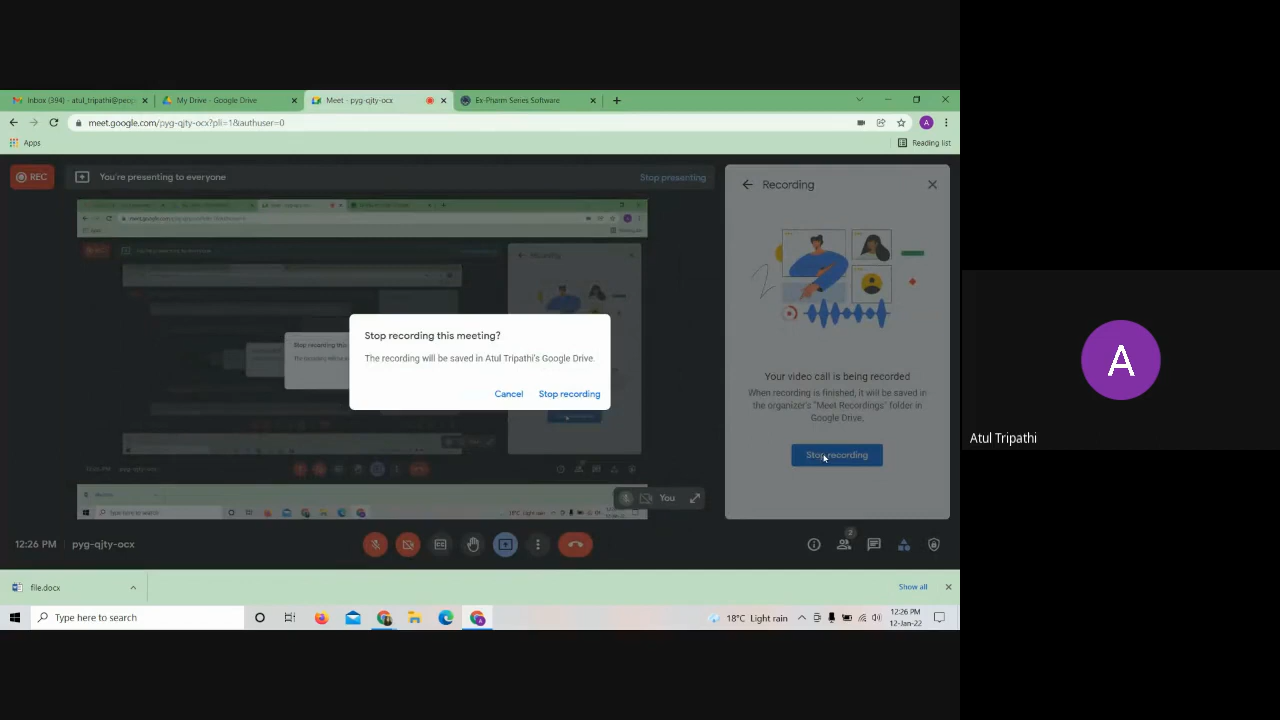 Inbox (394) - atul_tripathi@peop
My Drive - Google Drive
Meet - pyg-qjty-ocx
Ex-Pharm Series Software
meet.google.com/pyg-qjty-ocx?pli=1&authuser=0
A
Apps
Reading list
REC
You're presenting to everyone
Stop presenting
Recording
Stop recording this meeting?
The recording will be saved in Atul Tripathi's Google Drive.
Cancel
Stop recording
Your video call is being recorded
When recording is finished, it will be saved in
the organizer's "Meet Recordings" folder in
Google Drive.
Stop recording
You
12:26 PM
pyg-qjty-ocx
2
file.docx
Show all
Type here to search
18°C Light rain
12:26 PM
12-Jan-22
A
Atul Tripathi